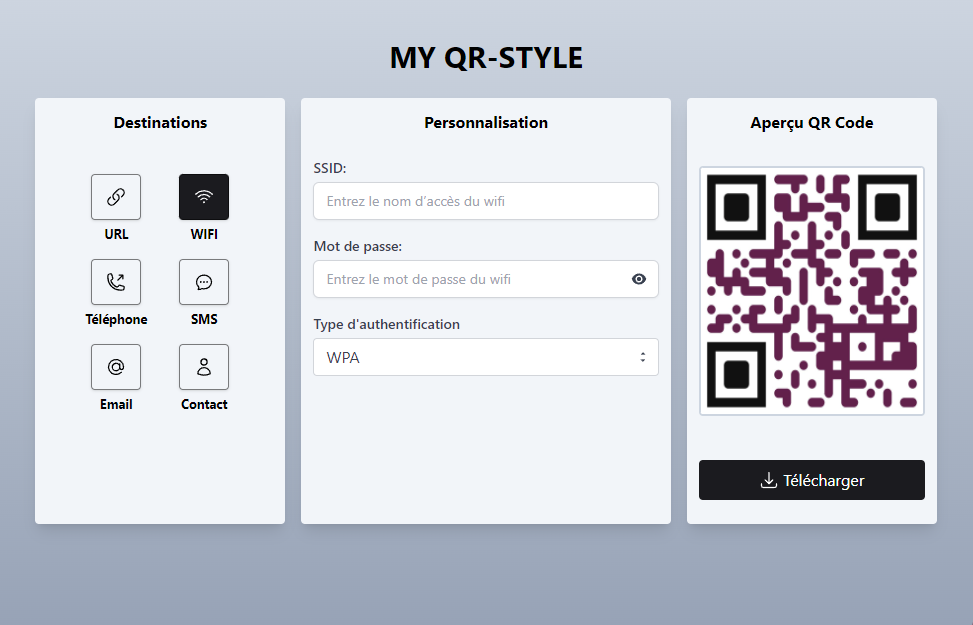 MY QR-STYLE
Destinations
URL
WIFI
Téléphone
SMS
Email
Contact
Personnalisation
SSID:
Entrez le nom d'accès du wifi
Mot de passe:
Entrez le mot de passe du wifi
Type d'authentification
WPA
Aperçu QR Code
Télécharger